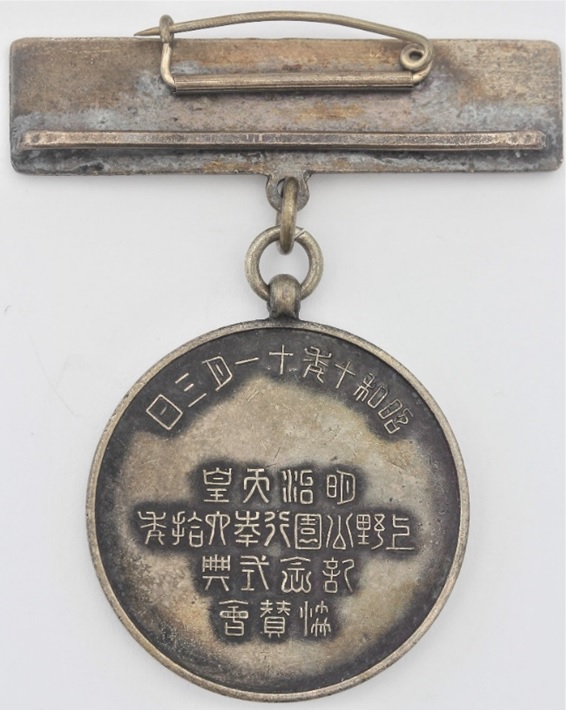 昭和十年十一月三日
明治天皇
上野公園行幸六拾年
記念式典
協賛會